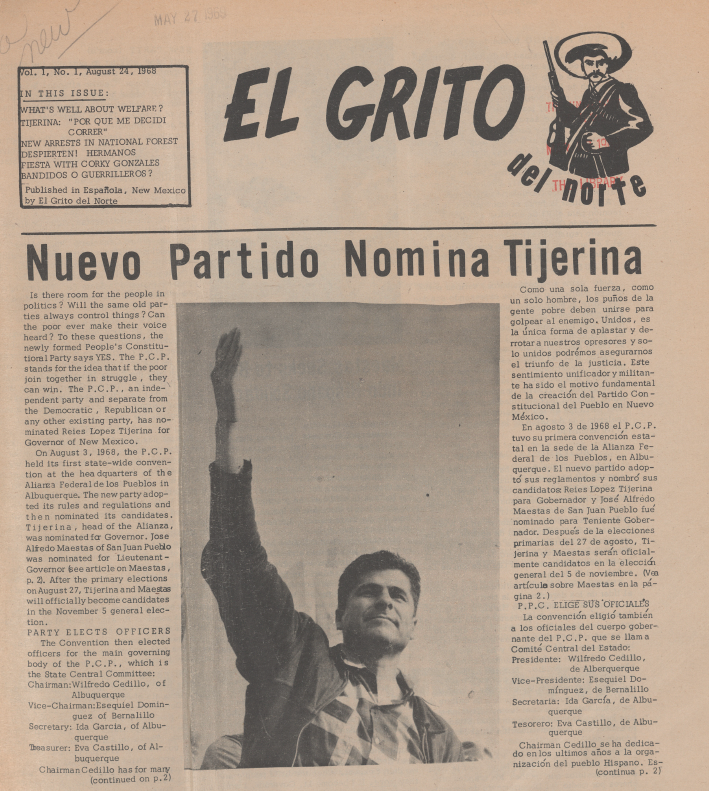 new
MAY 27
Vol. 1, No. 1, August 24, 1968
IN THIS ISSUE:
WHAT'S WELL ABOUT WELFARE?
TIJERINA: "POR QUE ME DECIDI
CORRER"
NEW ARRESTS IN NATIONAL FOREST
DESPIERTEN! HERMANOS
FIESTA WITH CORKY GONZALES
BANDIDOS O GUERRILLEROS?
Published in Española, New Mexico
by El Grito del Norte
EL GRITO
del norte
THE LIBRARY
Nuevo Partido Nomina Tijerina
Is there room for the people in
politics? Will the same old par-
ties always control things? Can
the poor ever make their voice
heard? To these questions, the
newly formed People's Constitu-
tional Party says YES. The P.C.P.
stands for the idea that if the poor
join together in struggle, they
can win. The P.C.P., an inde-
pendent party and separate from
the Democratic, Republican or
any other existing party, has no-
minated Reies Lopez Tijerina for
Governor of New Mexico.
On August 3, 1968, the P.C.P.
held its first state-wide conven-
tion at the headquarters of the
Alianza Federal de los Pueblos in
Albuquerque. The new party adop-
ted its rules and regulations and
then nominated its candidates.
Tijerina, head of the Alianza,
was nominated for Governor. Jose
Alfredo Maestas of San Juan Pueblo
was nominated for Lieutenant-
Governor (see article on Maestas,
p. 2). After the primary elections
on August 27, Tijerina and Maestas
will officially become candidates
in the November 5 general elec-
tion.
PARTY ELECTS OFFICERS
The Convention then elected
officers for the main governing
body of the P.C.P., which is
the State Central Committee:
Chairman: Wilfredo Cedillo, of
Albuquerque
Vice-Chairman: Esequiel Domin-
guez of Bernalillo
Secretary: Ida Garcia, of Albu-
querque
Treasurer: Eva Castillo, of Al-
buquerque
Chairman Cedillo has for many
(continued on p.2)
Como una sola fuerza, como
un solo hombre, los puños de la
gente pobre deben unirse para
golpear al enemigo. Unidos, es
la única forma de aplastar y de-
rrotar a nuestros opresores y so-
lo unidos podrémos asegurarnos
el triunfo de la justicia. Este
sentimiento unificador y militan-
te ha sido el motivo fundamental
de la creación del Partido Con-
stitucional del Pueblo en Nuevo
México.
En agosto 3 de 1968 el P.C.P.
tuvo su primera convención esta-
tal en la sede de la Alianza Fe-
deral de los Pueblos, en Albu-
querque. El nuevo partido adop-
tó sus reglamentos y nombró sus
candidatos: Reies Lopez Tijerina
para Gobernador y José Alfredo
Maestas de San Juan Pueblo fué
nominado para Teniente Gober-
nador. Después de la elecciones
primarias del 27 de agosto, Ti-
jerina y Maestas serán oficial-
mente candidatos en la elección
general del 5 de noviembre. (Vea
artículo sobre Maestas en la pá-
gina 2.)
P.P.C. ELIGE SUS OFICIALES
La convención eligió también
a los oficiales del cuerpo gober-
nante del P.C.P. que se llama
Comité Central del Estado:
Presidente: Wilfredo Cedillo,
de Alberquerque
Vice-Presidente: Esequiel Do-
mínguez, de Bernalillo
Secretaria: Ida García, de Albu-
querque
Tesorero: Eva Castillo, de Albu-
querque
Chairman Cedillo se ha dedica-
do en los ultimos años a la orga-
nización del pueblo Hispano. Es-
(continua p. 2)